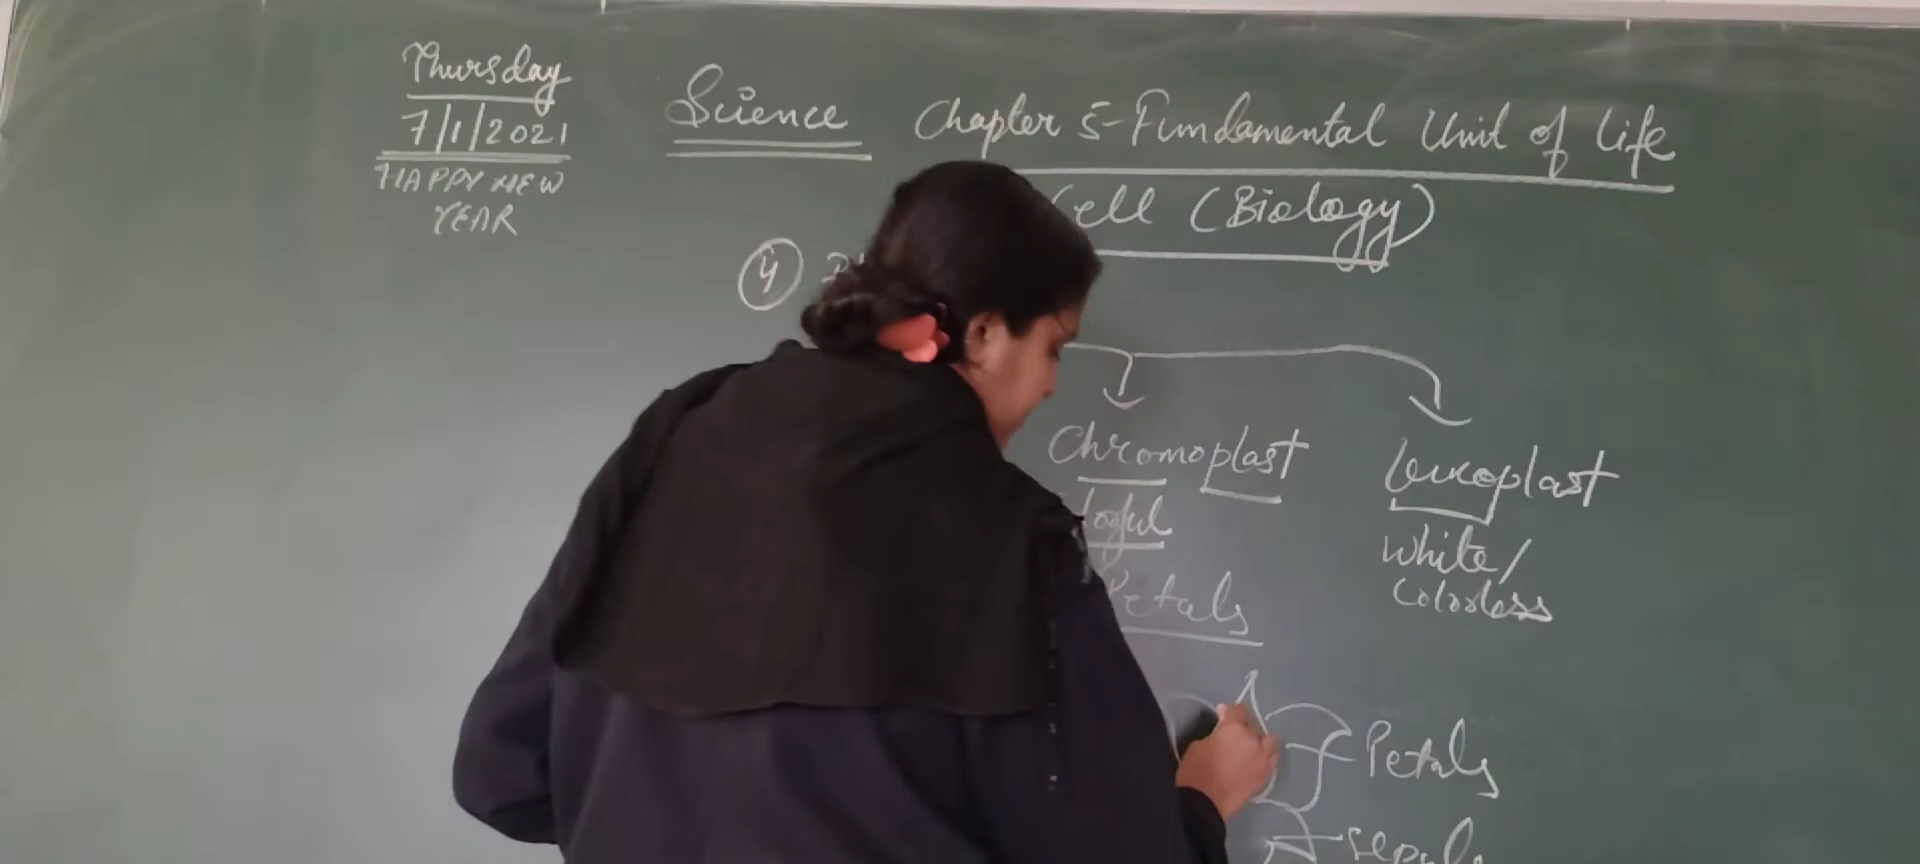 Thursday
7/1/2021
HAPPY NEW
YEAR
Science Chapter 5-Fundamental Unit of Life
Cell (Biology)
4
Chromoplast
Leucoplast
White/
Colorless
Petals
Petals
sepals